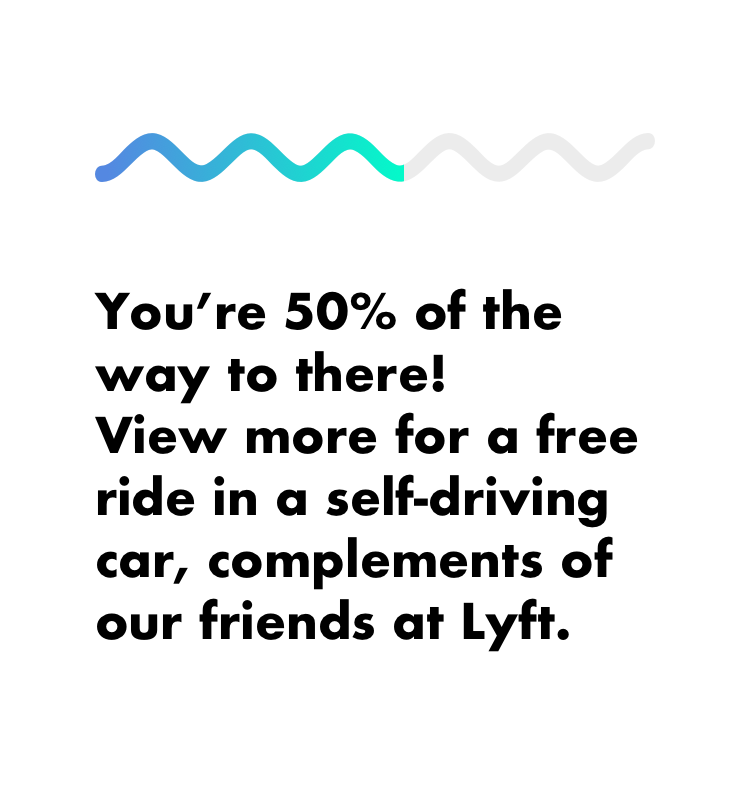 You’re 50% of the
way to there!
View more for a free
ride in a self-driving
car, complements of
our friends at Lyft.